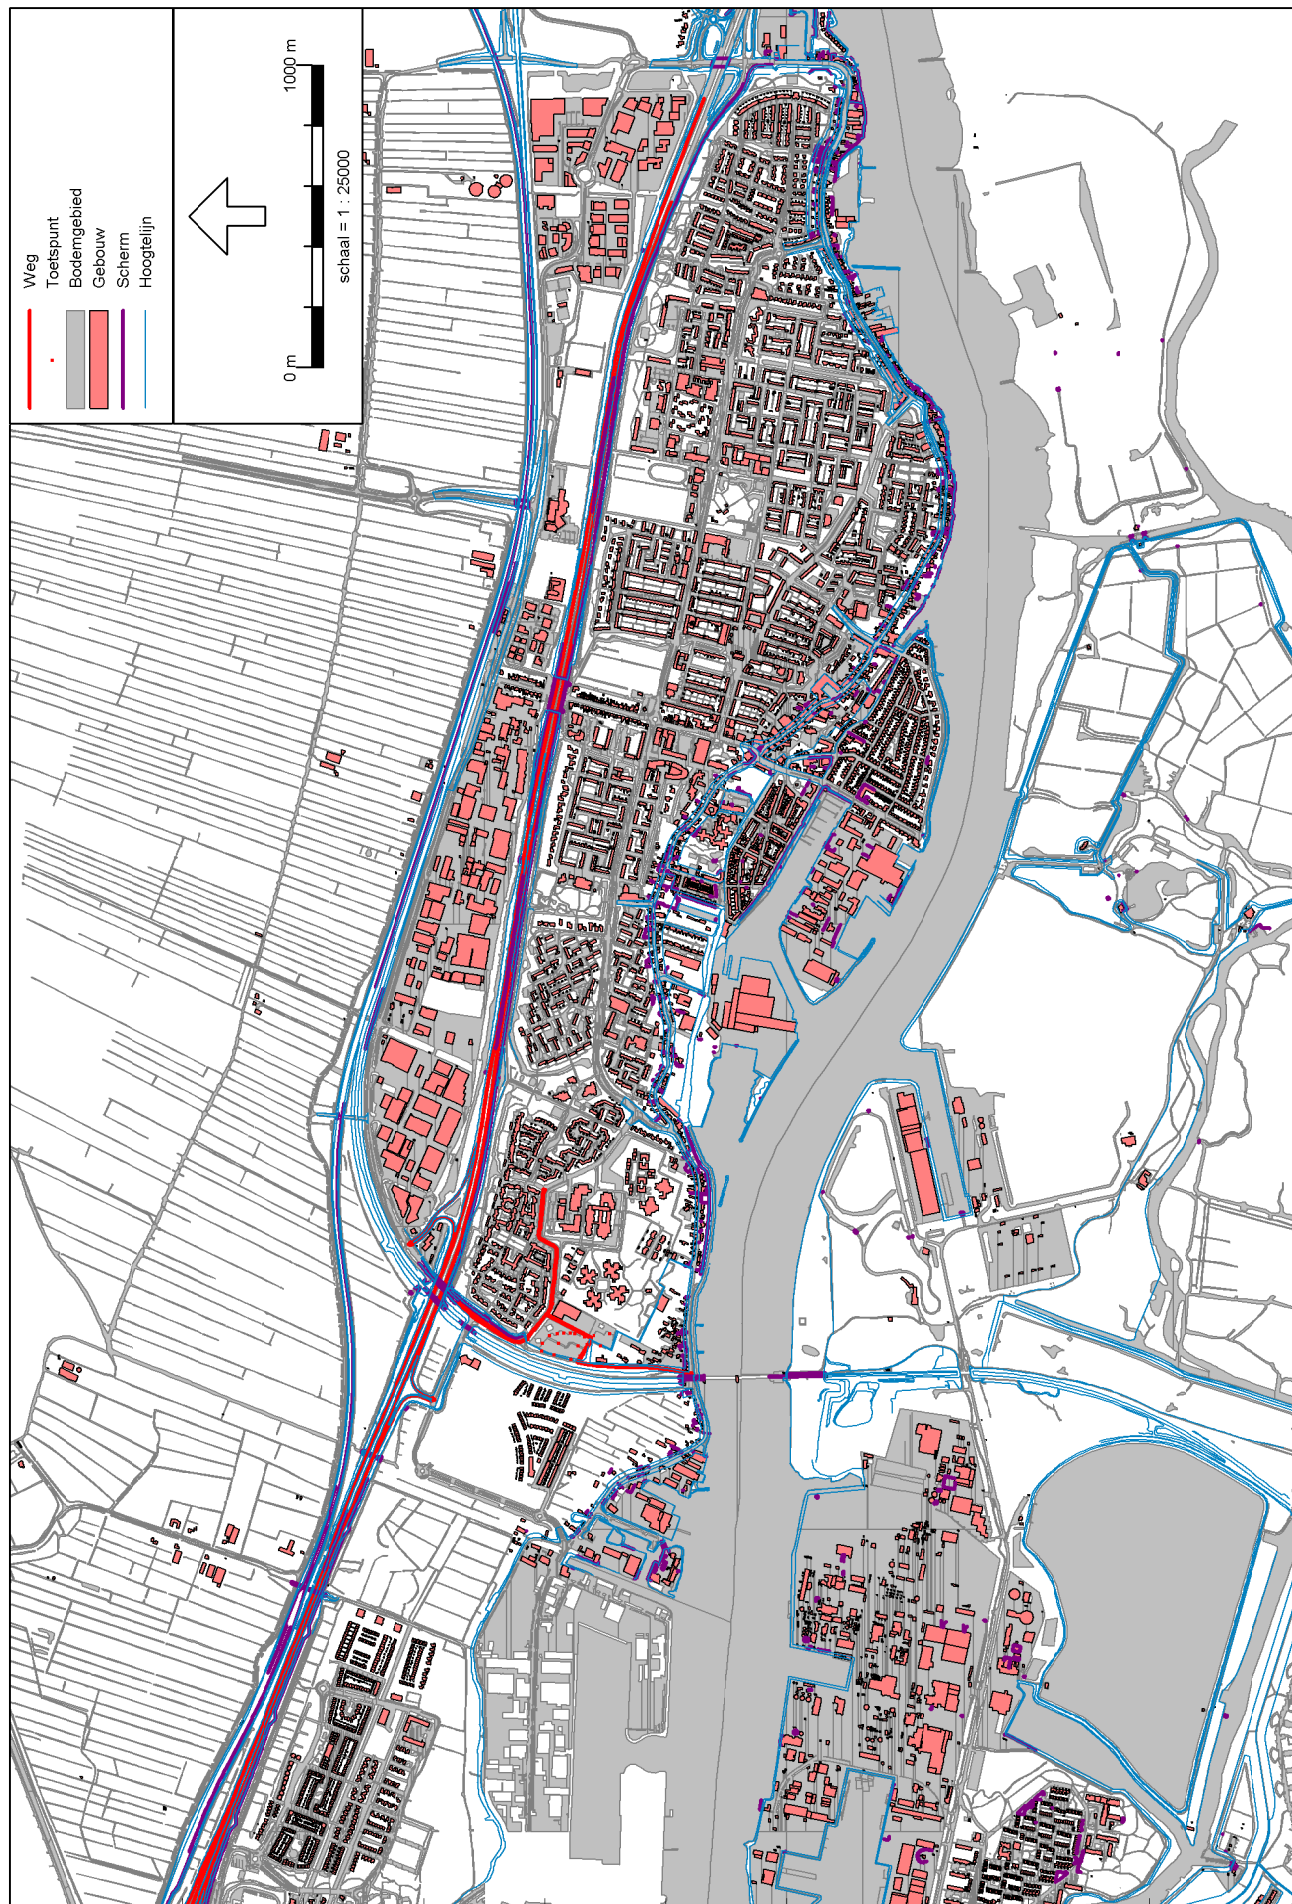 Weg
Toetspunt
Bodemgebied
Gebouw
Scherm
Hoogtelijn
0 m
1000 m
schaal = 1 : 25000